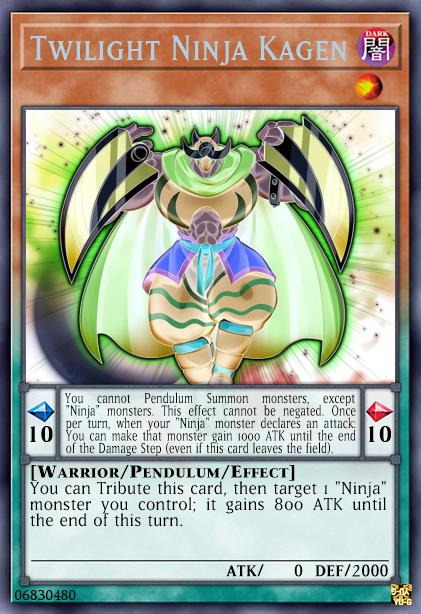 Twilight Ninja Kagen
DARK
闇
You cannot Pendulum Summon monsters, except
"Ninja" monsters. This effect cannot be negated. Once
per turn, when your "Ninja" monster declares an attack:
You can make that monster gain 1000 ATK until the end
of the Damage Step (even if this card leaves the field).
10
10
[Warrior/Pendulum/Effect]
You can Tribute this card, then target 1 "Ninja"
monster you control; it gains 800 ATK until
the end of this turn.
ATK/ 0 DEF/2000
06830480